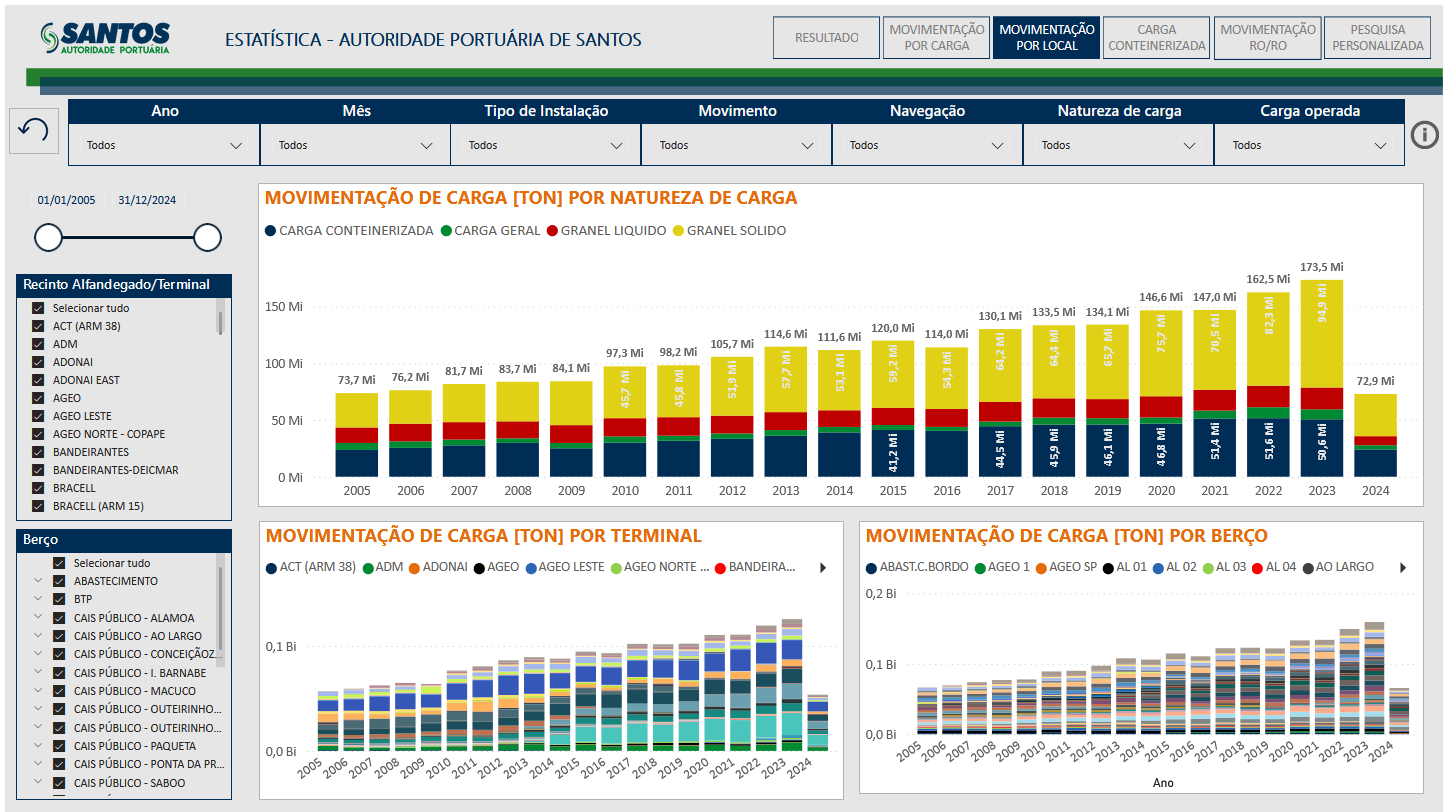 SANTOS
AUTORIDADE PORTUÁRIA
ESTATÍSTICA - AUTORIDADE PORTUÁRIA DE SANTOS
RESULTADO
MOVIMENTAÇÃO
POR CARGA
MOVIMENTAÇÃO
POR LOCAL
CARGA
CONTEINERIZADA
MOVIMENTAÇÃO
RO/RO
PESQUISA
PERSONALIZADA
Ano Mês Tipo de Instalação Movimento Navegação Natureza de carga Carga operada
Todos Todos Todos Todos Todos Todos Todos
01/01/2005 31/12/2024
Recinto Alfandegado/Terminal
Selecionar tudo
ACT (ARM 38)
ADM
ADONAI
ADONAI EAST
AGEO
AGEO LESTE
AGEO NORTE - COPAPE
BANDEIRANTES
BANDEIRANTES-DEICMAR
BRACELL
BRACELL (ARM 15)
Berço
Selecionar tudo
ABASTECIMENTO
BTP
CAIS PÚBLICO - ALAMOA
CAIS PÚBLICO - AO LARGO
CAIS PÚBLICO - CONCEIÇÃOZ...
CAIS PÚBLICO - I. BARNABE
CAIS PÚBLICO - MACUCO
CAIS PÚBLICO - OUTEIRINHO...
CAIS PÚBLICO - OUTEIRINHO...
CAIS PÚBLICO - PAQUETA
CAIS PÚBLICO - PONTA DA PR...
CAIS PÚBLICO - SABOO
MOVIMENTAÇÃO DE CARGA [TON] POR NATUREZA DE CARGA
CARGA CONTEINERIZADA CARGA GERAL GRANEL LIQUIDO GRANEL SOLIDO
150 Mi
100 Mi
50 Mi
0 Mi
73,7 Mi 76,2 Mi 81,7 Mi 83,7 Mi 84,1 Mi 97,3 Mi 98,2 Mi 105,7 Mi 114,6 Mi 111,6 Mi 120,0 Mi 114,0 Mi 130,1 Mi 133,5 Mi 134,1 Mi 146,6 Mi 147,0 Mi 162,5 Mi 173,5 Mi 72,9 Mi
45,7 Mi 45,8 Mi 51,9 Mi 57,7 Mi 53,1 Mi 59,2 Mi 54,3 Mi 64,2 Mi 64,4 Mi 65,7 Mi 75,7 Mi 70,5 Mi 82,3 Mi 94,9 Mi
41,2 Mi 44,5 Mi 45,9 Mi 46,1 Mi 46,8 Mi 51,4 Mi 51,6 Mi 50,6 Mi
2005 2006 2007 2008 2009 2010 2011 2012 2013 2014 2015 2016 2017 2018 2019 2020 2021 2022 2023 2024
MOVIMENTAÇÃO DE CARGA [TON] POR TERMINAL
ACT (ARM 38) ADM ADONAI AGEO AGEO LESTE AGEO NORTE ... BANDEIRA...
0,1 Bi
0,0 Bi
2005 2006 2007 2008 2009 2010 2011 2012 2013 2014 2015 2016 2017 2018 2019 2020 2021 2022 2023 2024
MOVIMENTAÇÃO DE CARGA [TON] POR BERÇO
ABAST.C.BORDO AGEO 1 AGEO SP AL 01 AL 02 AL 03 AL 04 AO LARGO
0,2 Bi
0,1 Bi
0,0 Bi
2005 2006 2007 2008 2009 2010 2011 2012 2013 2014 2015 2016 2017 2018 2019 2020 2021 2022 2023 2024
Ano